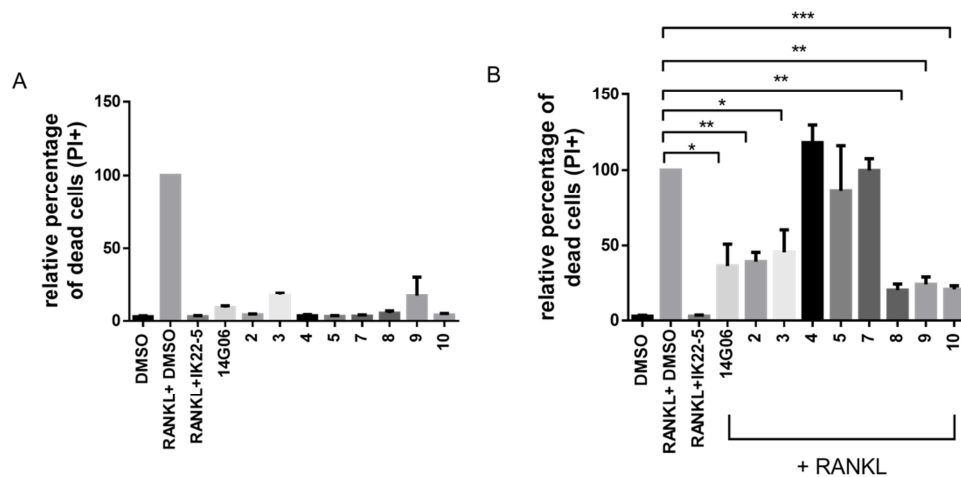 A
relative percentage
of dead cells (PI+)
150
100
50
0
DMSO
RANKL+ DMSO
RANKL+IK22-5
14G06
2
3
4
5
7
8
9
10
B
relative percentage of
dead cells (PI+)
150
100
50
0
***
**
**
*
**
*
DMSO
RANKL+ DMSO
RANKL+IK22-5
14G06
2
3
4
5
7
8
9
10
+ RANKL